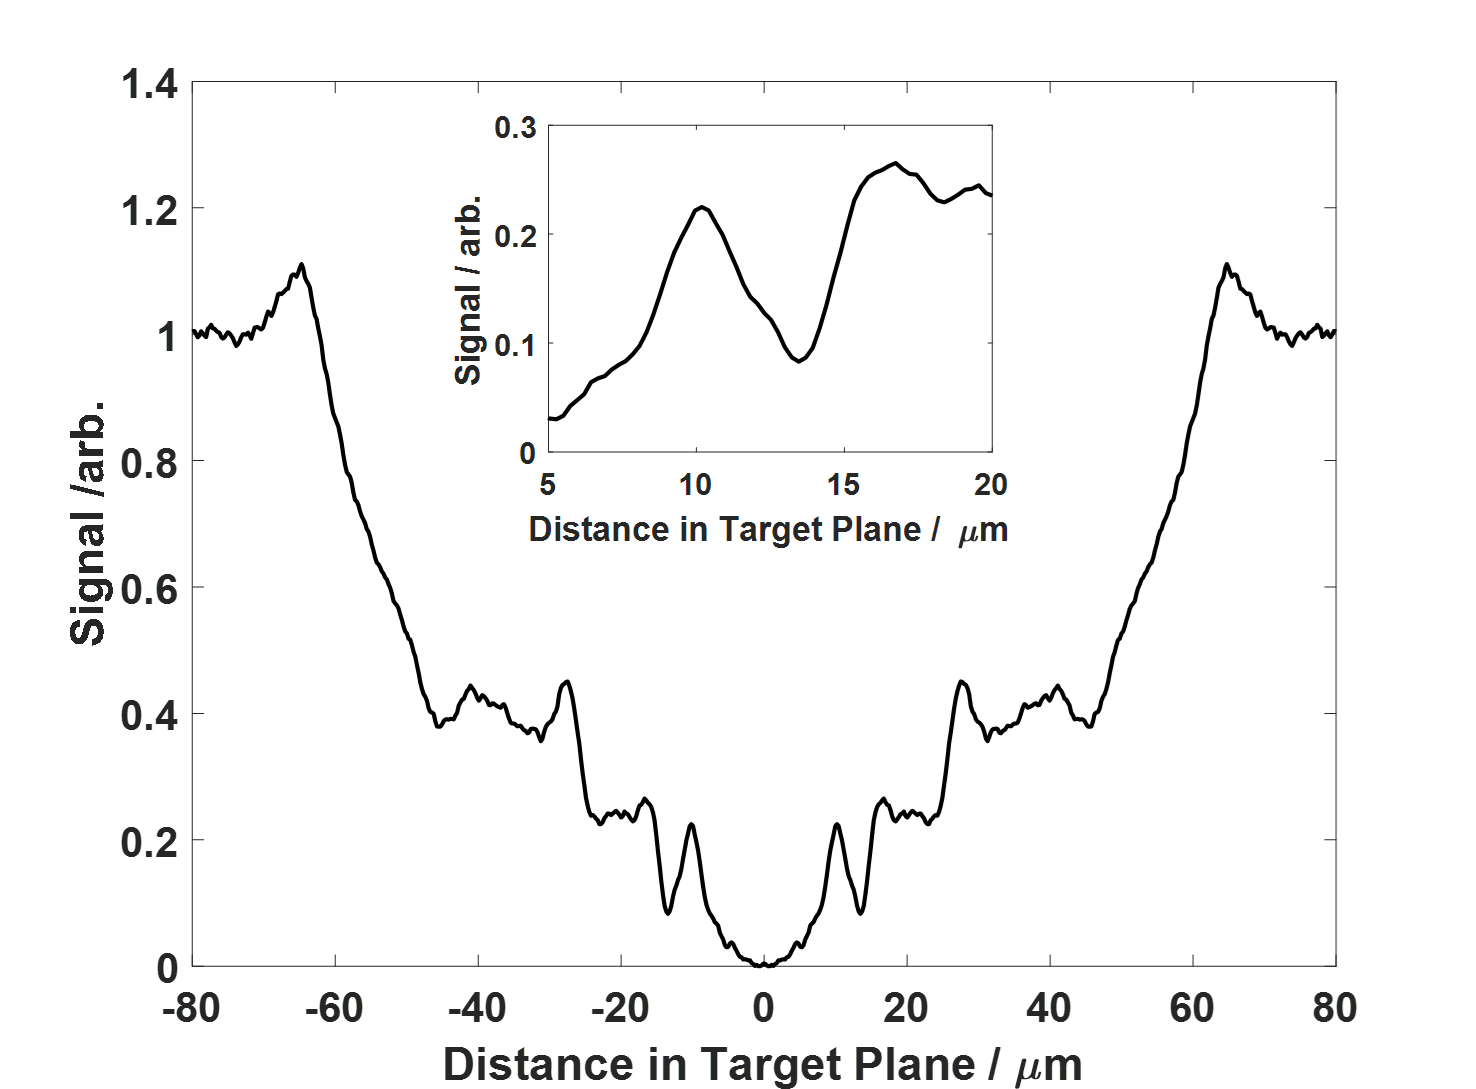 1.4
1.2
1
0.8
0.6
0.4
0.2
0
Signal /arb.
-80 -60 -40 -20 0 20 40 60 80
Distance in Target Plane / μm
0.3
0.2
0.1
0
Signal / arb.
5 10 15 20
Distance in Target Plane / μm